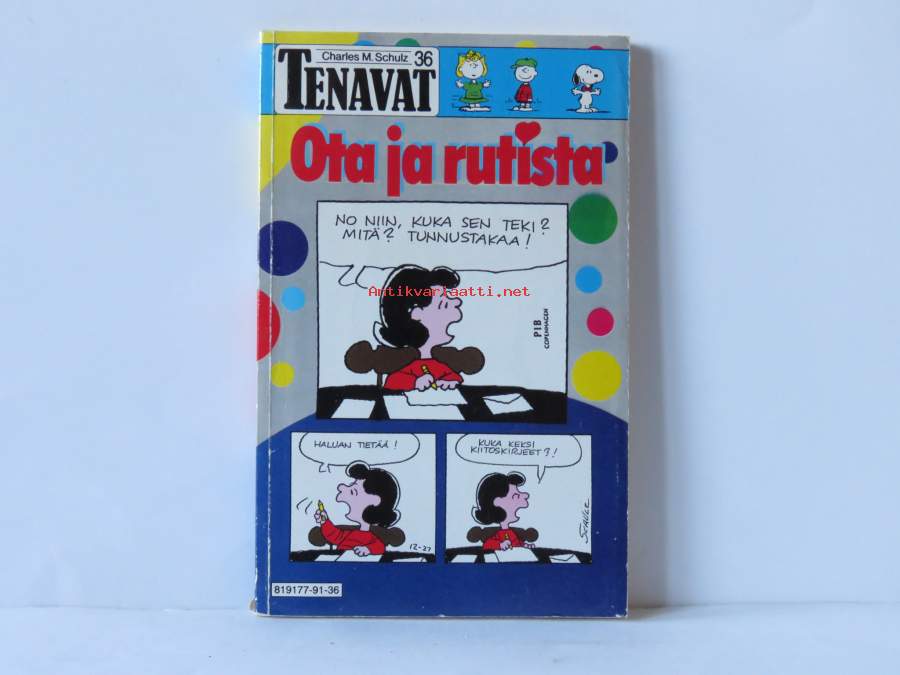 Charles M. Schulz 36
TENAVAT
Ota ja rutista
NO NIIN, KUKA SEN TEKI?
MITÄ? TUNNUSTAKAA!
Antikvariaatti.net
PIB
COPENHAGEN
HALUAN TIETÄÄ!
12-27
KUKA KEKSI
KIITOSKIRJEET?!
SCHULZ
819177-91-36